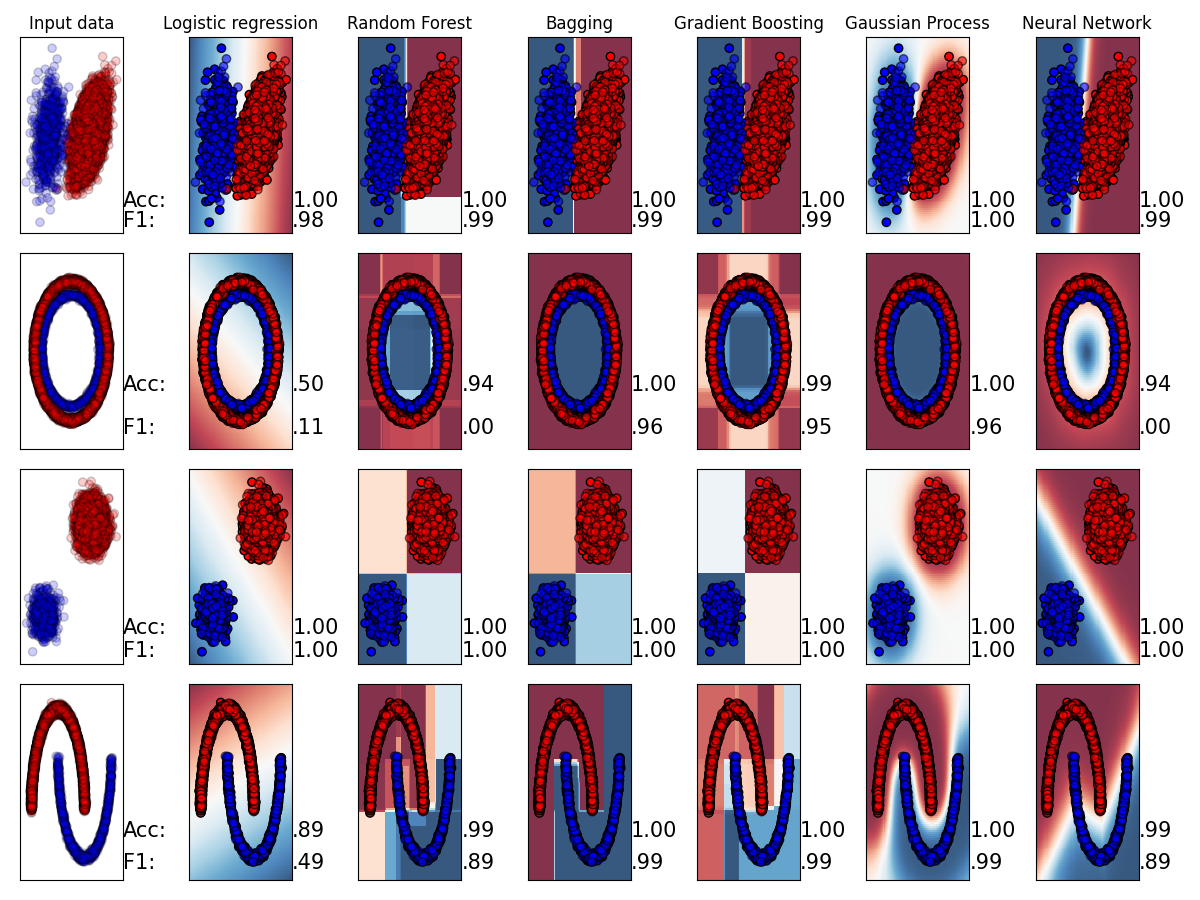 Input data Logistic regression Random Forest Bagging Gradient Boosting Gaussian Process Neural Network
Acc: 1.00 1.00 1.00 1.00 1.00 1.00
F1: .98 .99 .99 .99 1.00 .99
Acc: .50 .94 1.00 .99 1.00 .94
F1: .11 .00 .96 .95 .96 .00
Acc: 1.00 1.00 1.00 1.00 1.00 1.00
F1: 1.00 1.00 1.00 1.00 1.00 1.00
Acc: .89 .99 1.00 1.00 1.00 .99
F1: .49 .89 .99 .99 .99 .89